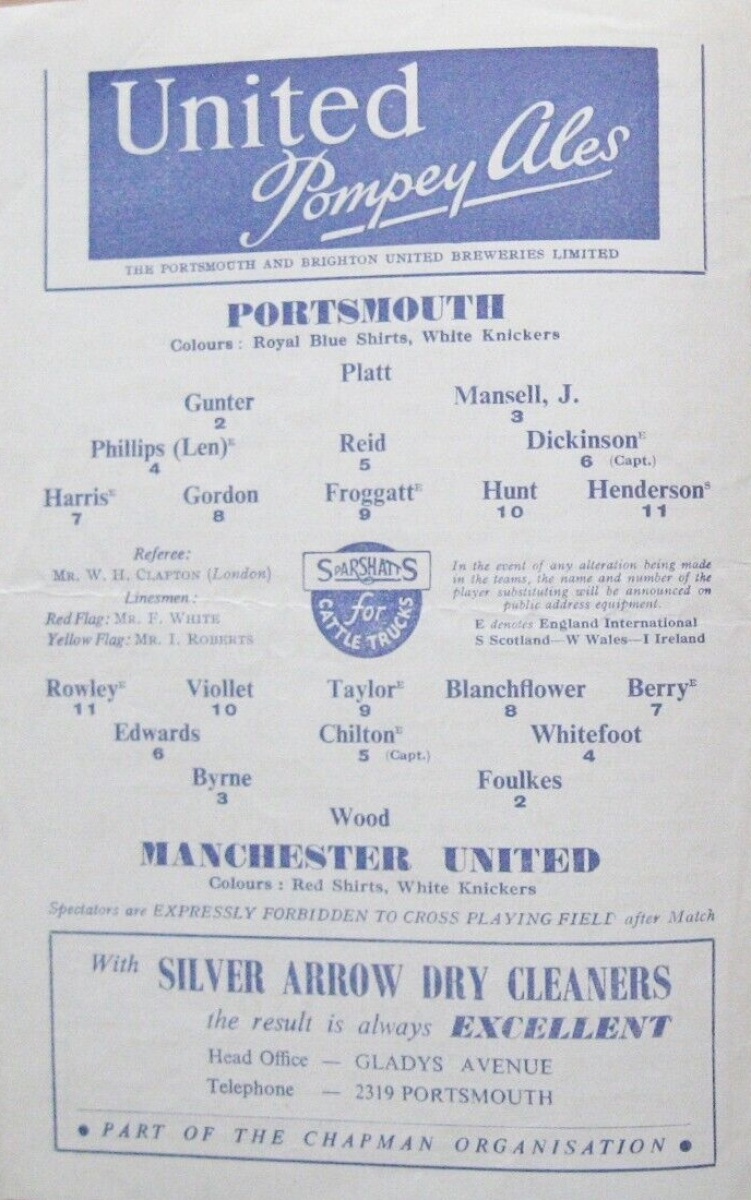 United
Pompey Ales
THE PORTSMOUTH AND BRIGHTON UNITED BREWERIES LIMITED
PORTSMOUTH
Colours : Royal Blue Shirts, White Knickers
Platt
Gunter Mansell, J.
2 3
Phillips (Len)ᴱ Reid Dickinsonᴱ
4 5 6 (Capt.)
Harrisᴱ Gordon Froggattᴱ Hunt Hendersonˢ
7 8 9 10 11
Referee:
MR. W. H. CLAPTON (London)
Linesmen:
Red Flag: MR. F. WHITE
Yellow Flag: MR. I. ROBERTS
SPARSHATTS
for
CATTLE TRUCKS
In the event of any alteration being made
in the teams, the name and number of the
player substituting will be announced on
public address equipment.
E denotes England International
S Scotland—W Wales—I Ireland
Rowleyᴱ Viollet Taylorᴱ Blanchflower Berryᴱ
11 10 9 8 7
Edwards Chiltonᴱ Whitefoot
6 5 (Capt.) 4
Byrne Foulkes
3 2
Wood
MANCHESTER UNITED
Colours : Red Shirts, White Knickers
Spectators are EXPRESSLY FORBIDDEN TO CROSS PLAYING FIELD after Match
With SILVER ARROW DRY CLEANERS
the result is always EXCELLENT
Head Office — GLADYS AVENUE
Telephone — 2319 PORTSMOUTH
• PART OF THE CHAPMAN ORGANISATION •